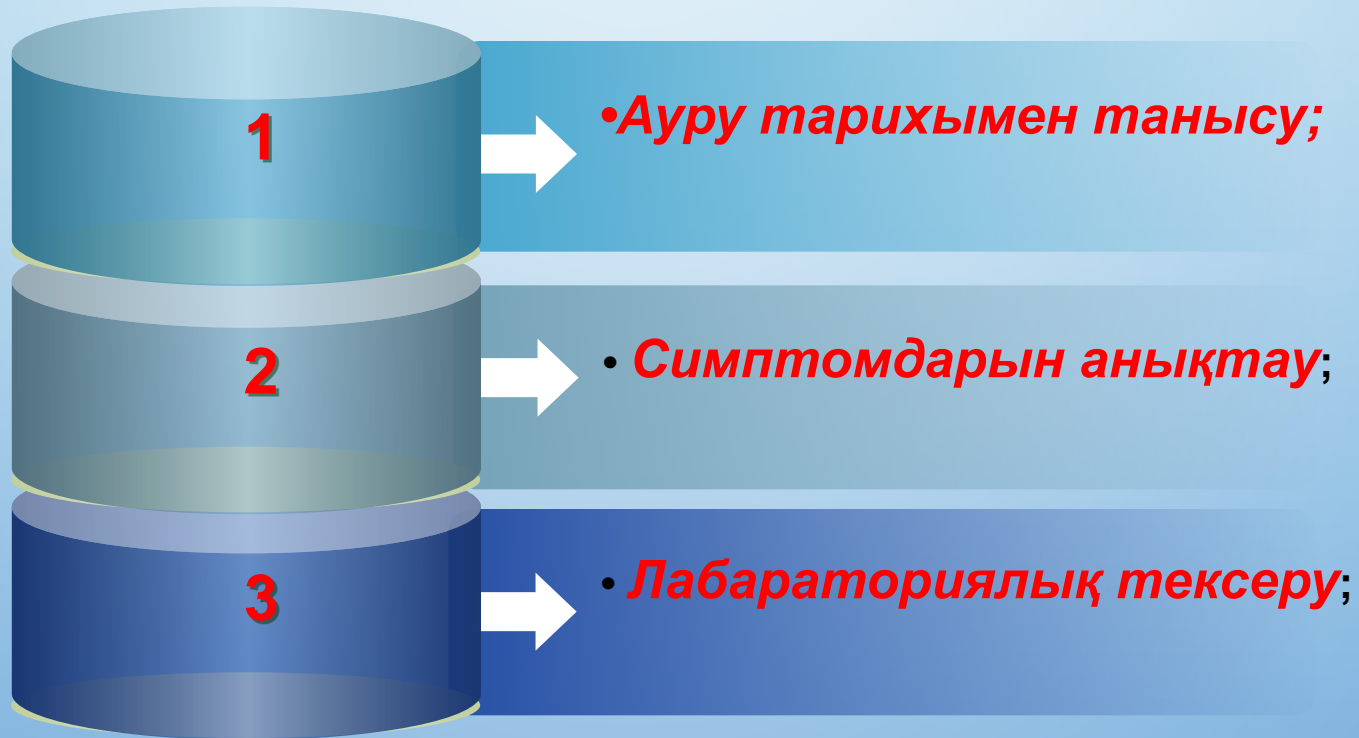 1
•Ауру тарихымен танысу;
2
• Симптомдарын анықтау;
3
• Лабараториялық тексеру;